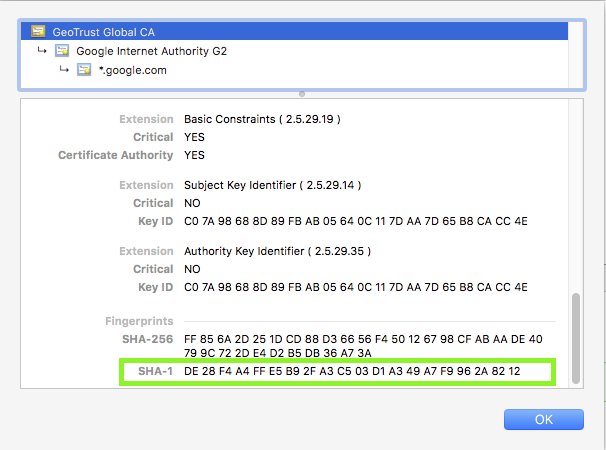 GeoTrust Global CA
Google Internet Authority G2
*.google.com
Extension Basic Constraints ( 2.5.29.19 )
Critical YES
Certificate Authority YES
Extension Subject Key Identifier ( 2.5.29.14 )
Critical NO
Key ID C0 7A 98 68 8D 89 FB AB 05 64 0C 11 7D AA 7D 65 B8 CA CC 4E
Extension Authority Key Identifier ( 2.5.29.35 )
Critical NO
Key ID C0 7A 98 68 8D 89 FB AB 05 64 0C 11 7D AA 7D 65 B8 CA CC 4E
Fingerprints
SHA-256 FF 85 6A 2D 25 1D CD 88 D3 66 56 F4 50 12 67 98 CF AB AA DE 40
79 9C 72 2D E4 D2 B5 DB 36 A7 3A
SHA-1 DE 28 F4 A4 FF E5 B9 2F A3 C5 03 D1 A3 49 A7 F9 96 2A 82 12
OK